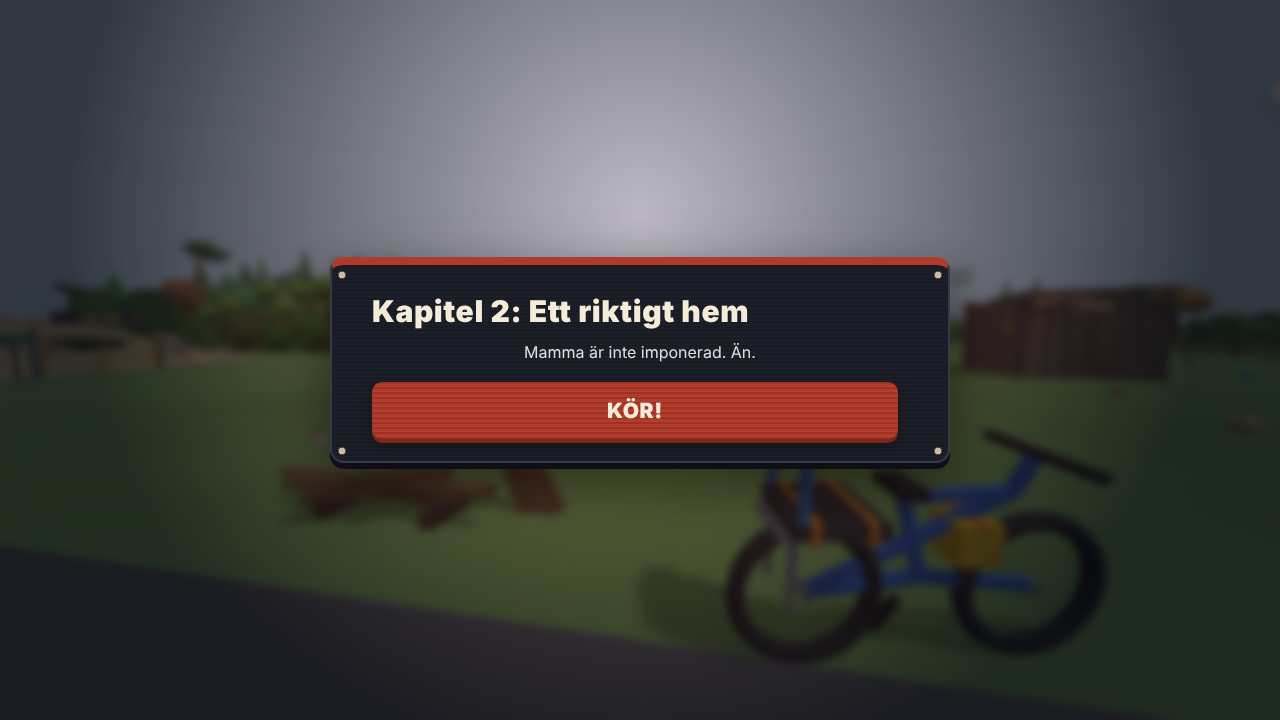 Kapitel 2: Ett riktigt hem
Mamma är inte imponerad. Än.
KÖR!